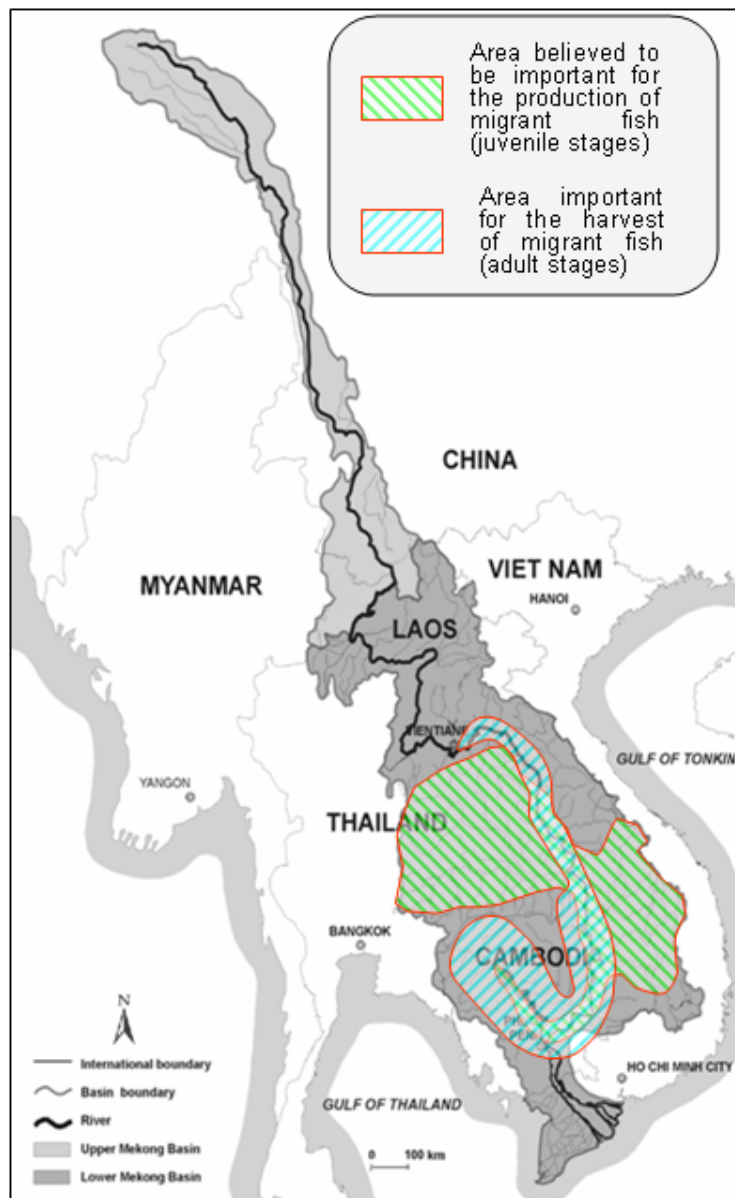 Area believed to
be important for
the production of
migrant fish
(juvenile stages)
Area important
for the harvest
of migrant fish
(adult stages)
CHINA
MYANMAR
VIET NAM
HANOI
LAOS
VIENTIANE
GULF OF TONKIN
YANGON
THAILAND
BANGKOK
CAMBODIA
N
International boundary
Basin boundary
River
Upper Mekong Basin
Lower Mekong Basin
HO CHI MINH CITY
GULF OF THAILAND
0 100 km